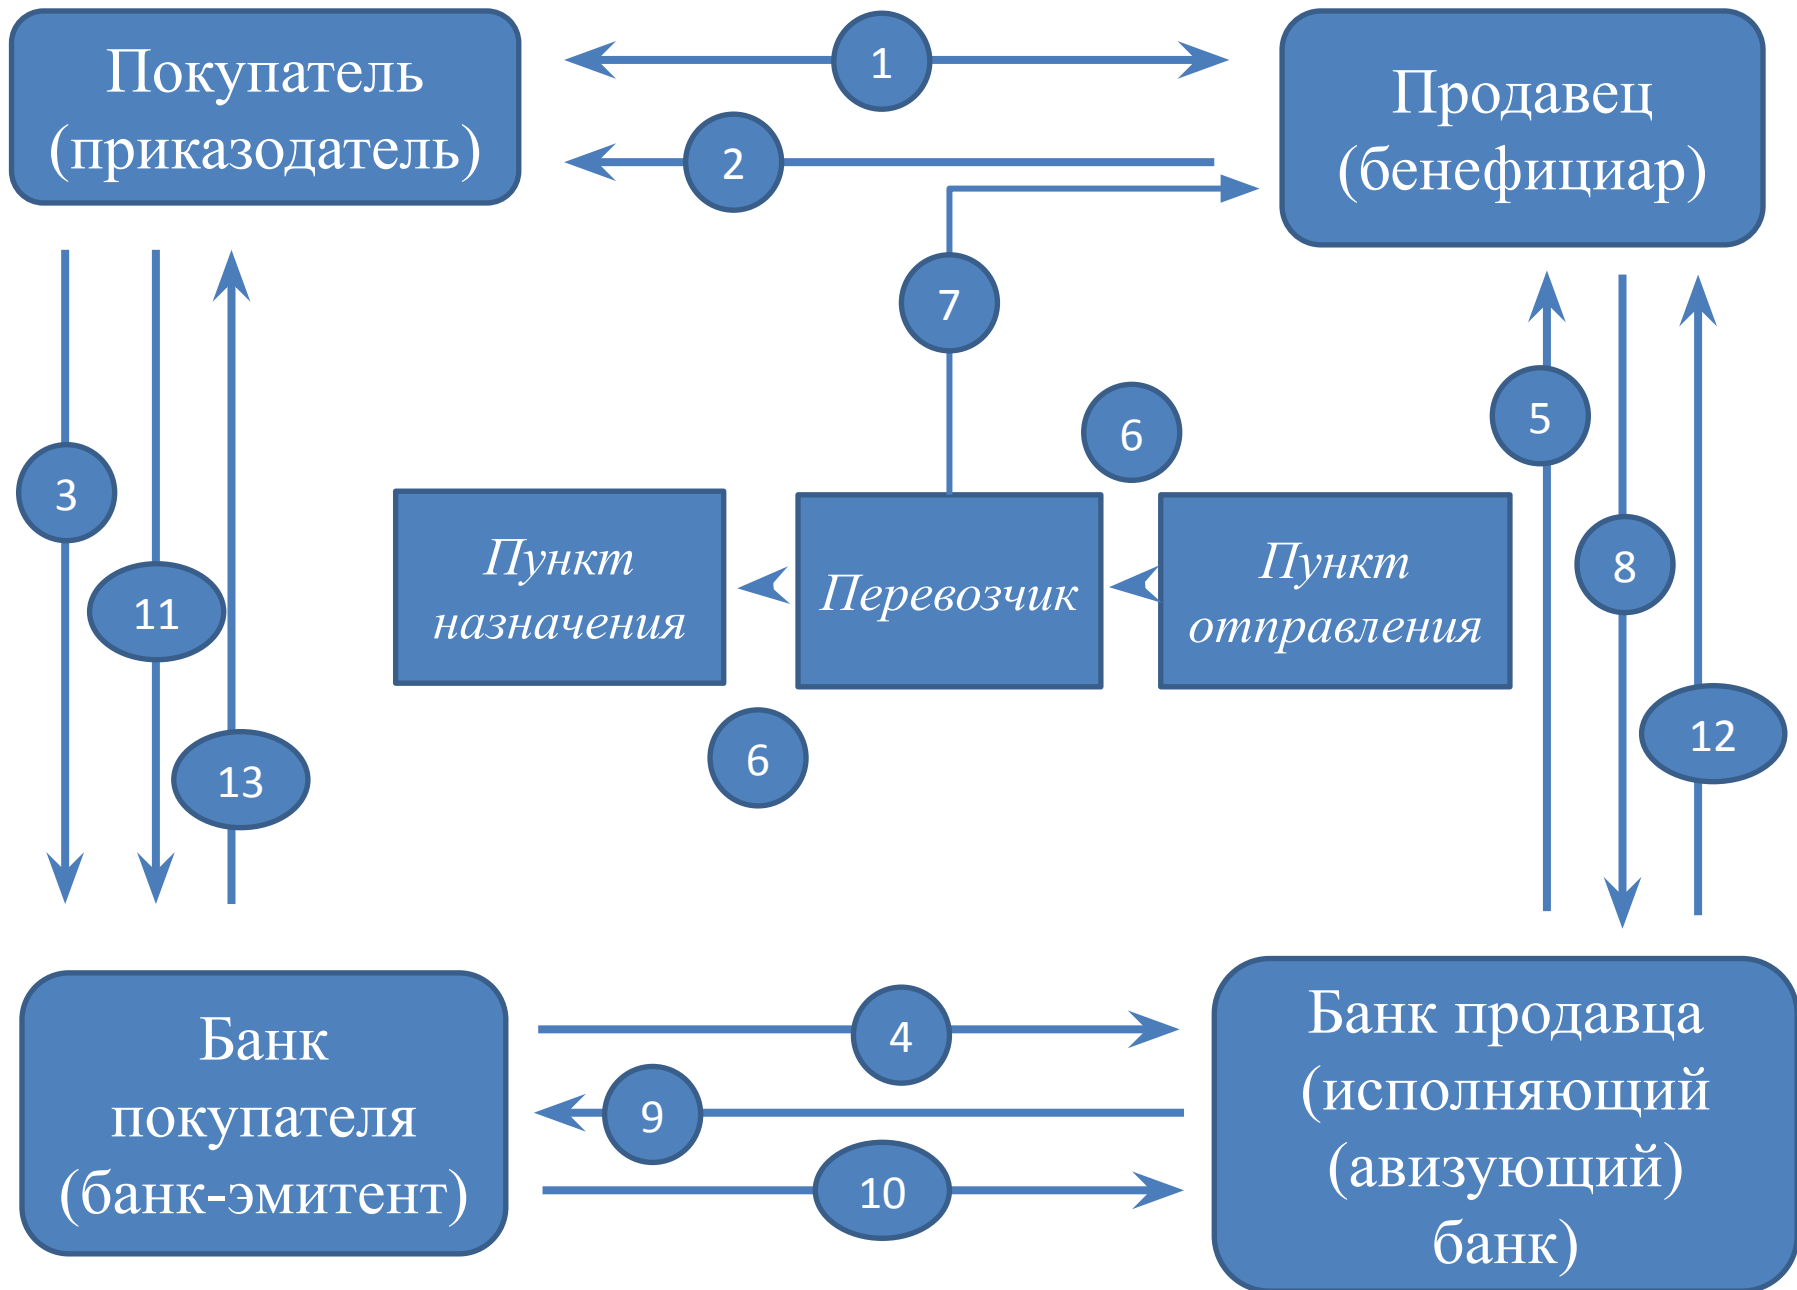 Покупатель
(приказодатель)
1
Продавец
(бенефициар)
2
7
6
5
3
Пункт
назначения
Перевозчик
Пункт
отправления
8
11
12
13
6
Банк
покупателя
(банк-эмитент)
4
9
10
Банк продавца
(исполняющий
(авизующий)
банк)